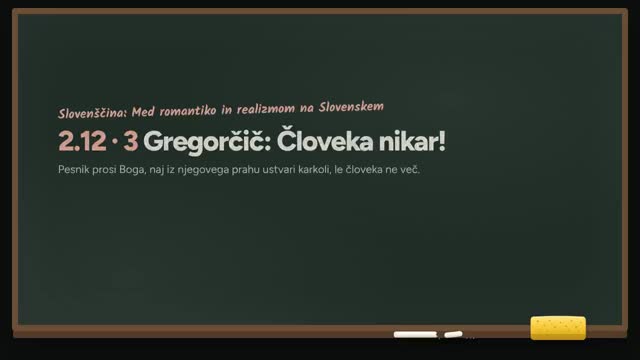 Slovenščina: Med romantiko in realizmom na Slovenskem
2.12 • 3 Gregorčič: Človeka nikar!
Pesnik prosi Boga, naj iz njegovega prahu ustvari karkoli, le človeka ne več.